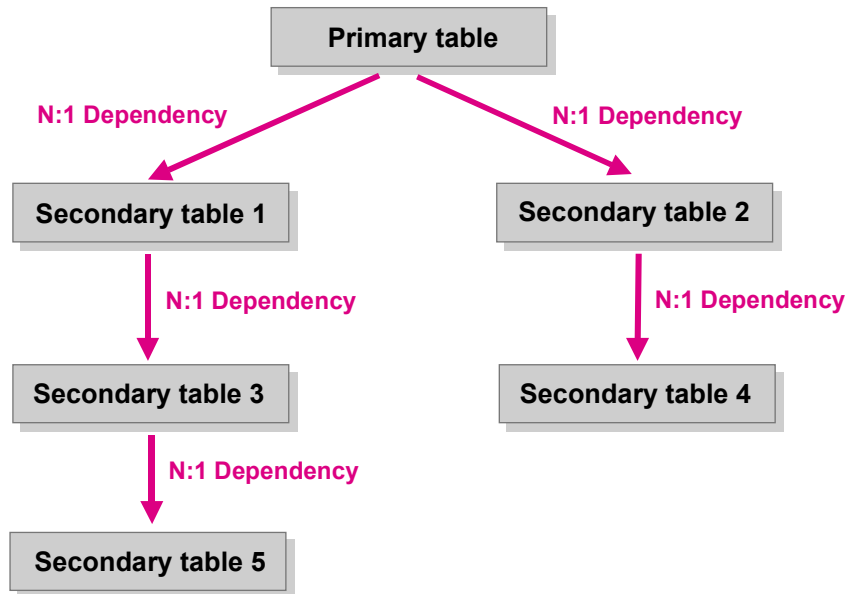 Primary table
N:1 Dependency
N:1 Dependency
Secondary table 1
Secondary table 2
N:1 Dependency
N:1 Dependency
Secondary table 3
Secondary table 4
N:1 Dependency
Secondary table 5